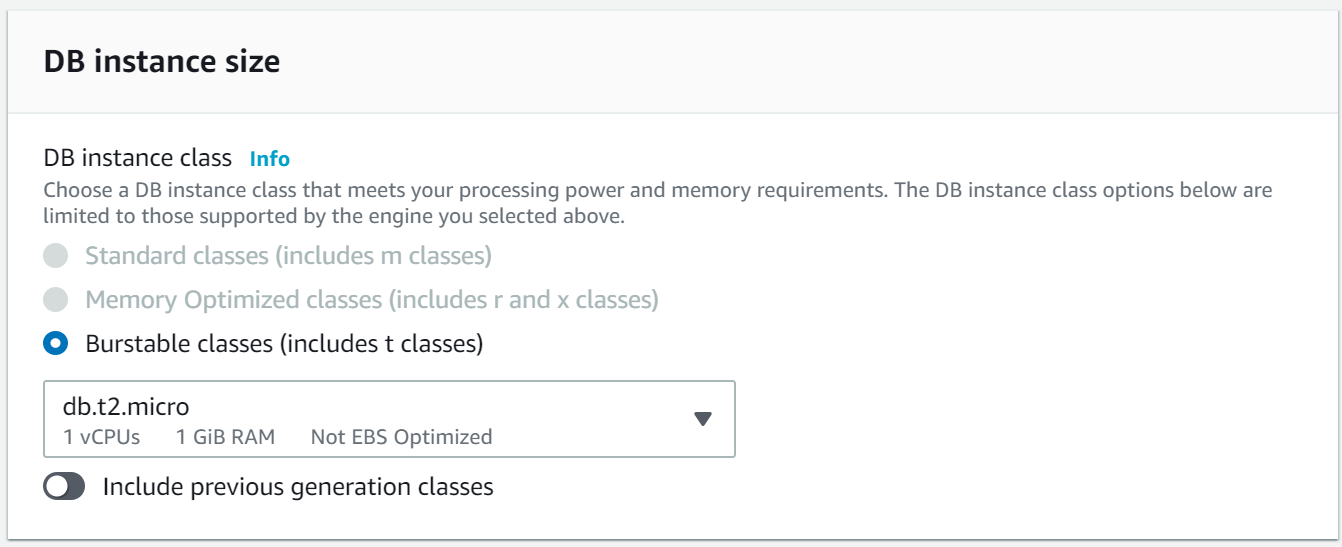 DB instance size
DB instance class Info
Choose a DB instance class that meets your processing power and memory requirements. The DB instance class options below are
limited to those supported by the engine you selected above.
Standard classes (includes m classes)
Memory Optimized classes (includes r and x classes)
Burstable classes (includes t classes)
db.t2.micro
1 vCPUs 1 GiB RAM Not EBS Optimized
Include previous generation classes